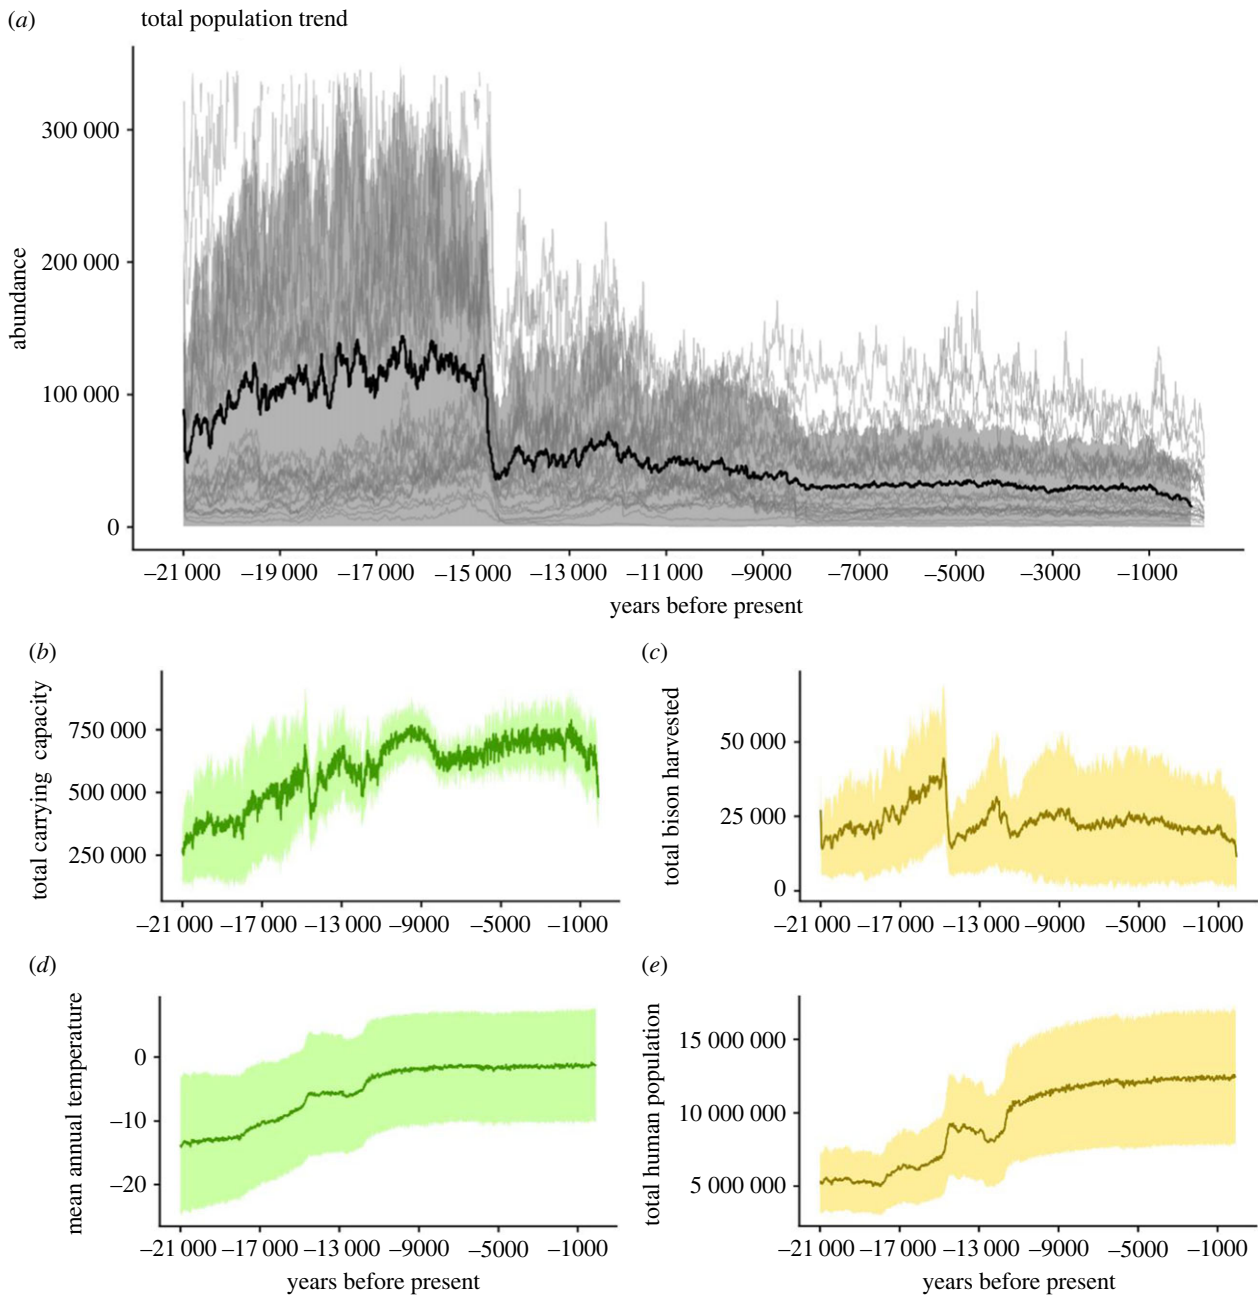 (a) total population trend
abundance
300 000
200 000
100 000
0
–21 000 –19 000 –17 000 –15 000 –13 000 –11 000 –9000 –7000 –5000 –3000 –1000
years before present
(b)
total carrying capacity
750 000
500 000
250 000
–21 000 –17 000 –13 000 –9000 –5000 –1000
(c)
total bison harvested
50 000
25 000
0
–21 000 –17 000 –13 000 –9000 –5000 –1000
(d)
mean annual temperature
0
–10
–20
–21 000 –17 000 –13 000 –9000 –5000 –1000
years before present
(e)
total human population
15 000 000
10 000 000
5 000 000
–21 000 –17 000 –13 000 –9000 –5000 –1000
years before present